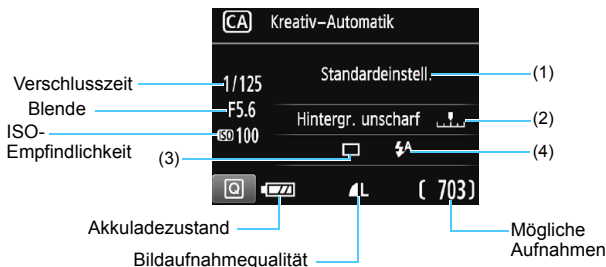 CA Kreativ-Automatik
Verschlusszeit
1/125
Standardeinstell.
(1)
Blende
F5.6
Hintergr. unscharf
(2)
ISO-
Empfindlichkeit
ISO 100
(3)
A
(4)
Q
L
( 703)
Akkuladezustand
Bildaufnahmequalität
Mögliche
Aufnahmen